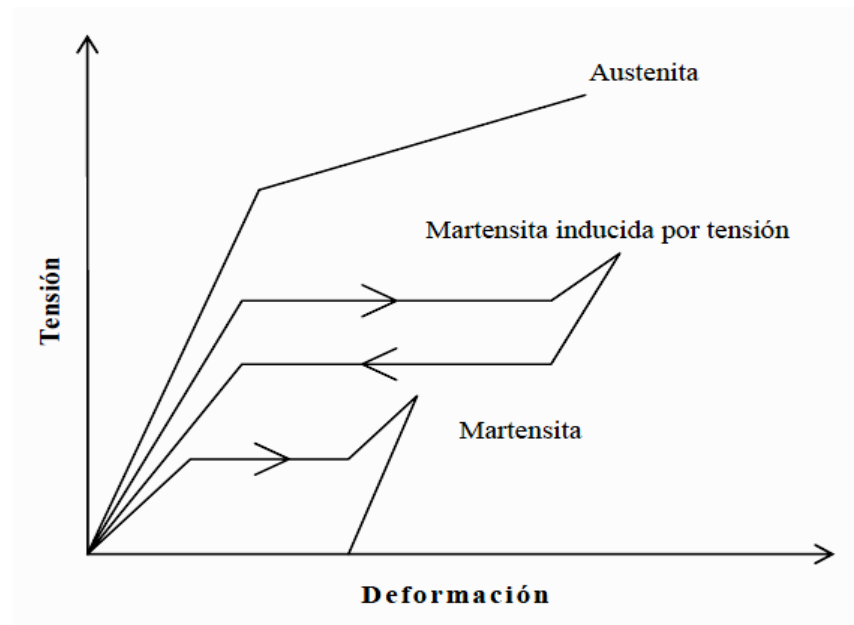 Austenita
Martensita inducida por tensión
Tensión
Martensita
Deformación